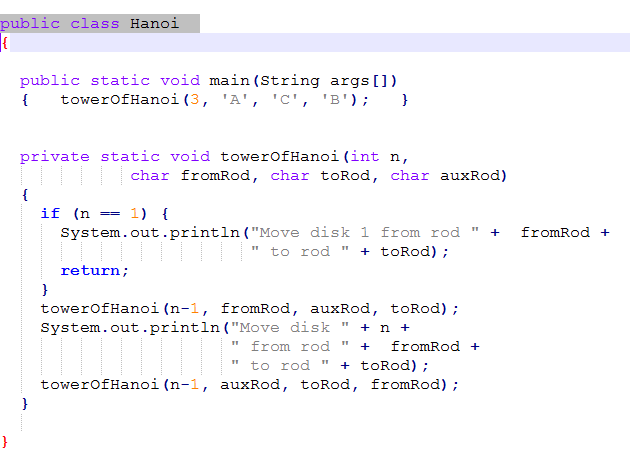 public class Hanoi
{
public static void main(String args[])
{   towerOfHanoi(3, 'A', 'C', 'B');   }
private static void towerOfHanoi(int n,
char fromRod, char toRod, char auxRod)
{
if (n == 1) {
System.out.println("Move disk 1 from rod " +  fromRod +
" to rod " + toRod);
return;
}
towerOfHanoi(n-1, fromRod, auxRod, toRod);
System.out.println("Move disk " + n +
" from rod " +  fromRod +
" to rod " + toRod);
towerOfHanoi(n-1, auxRod, toRod, fromRod);
}
}